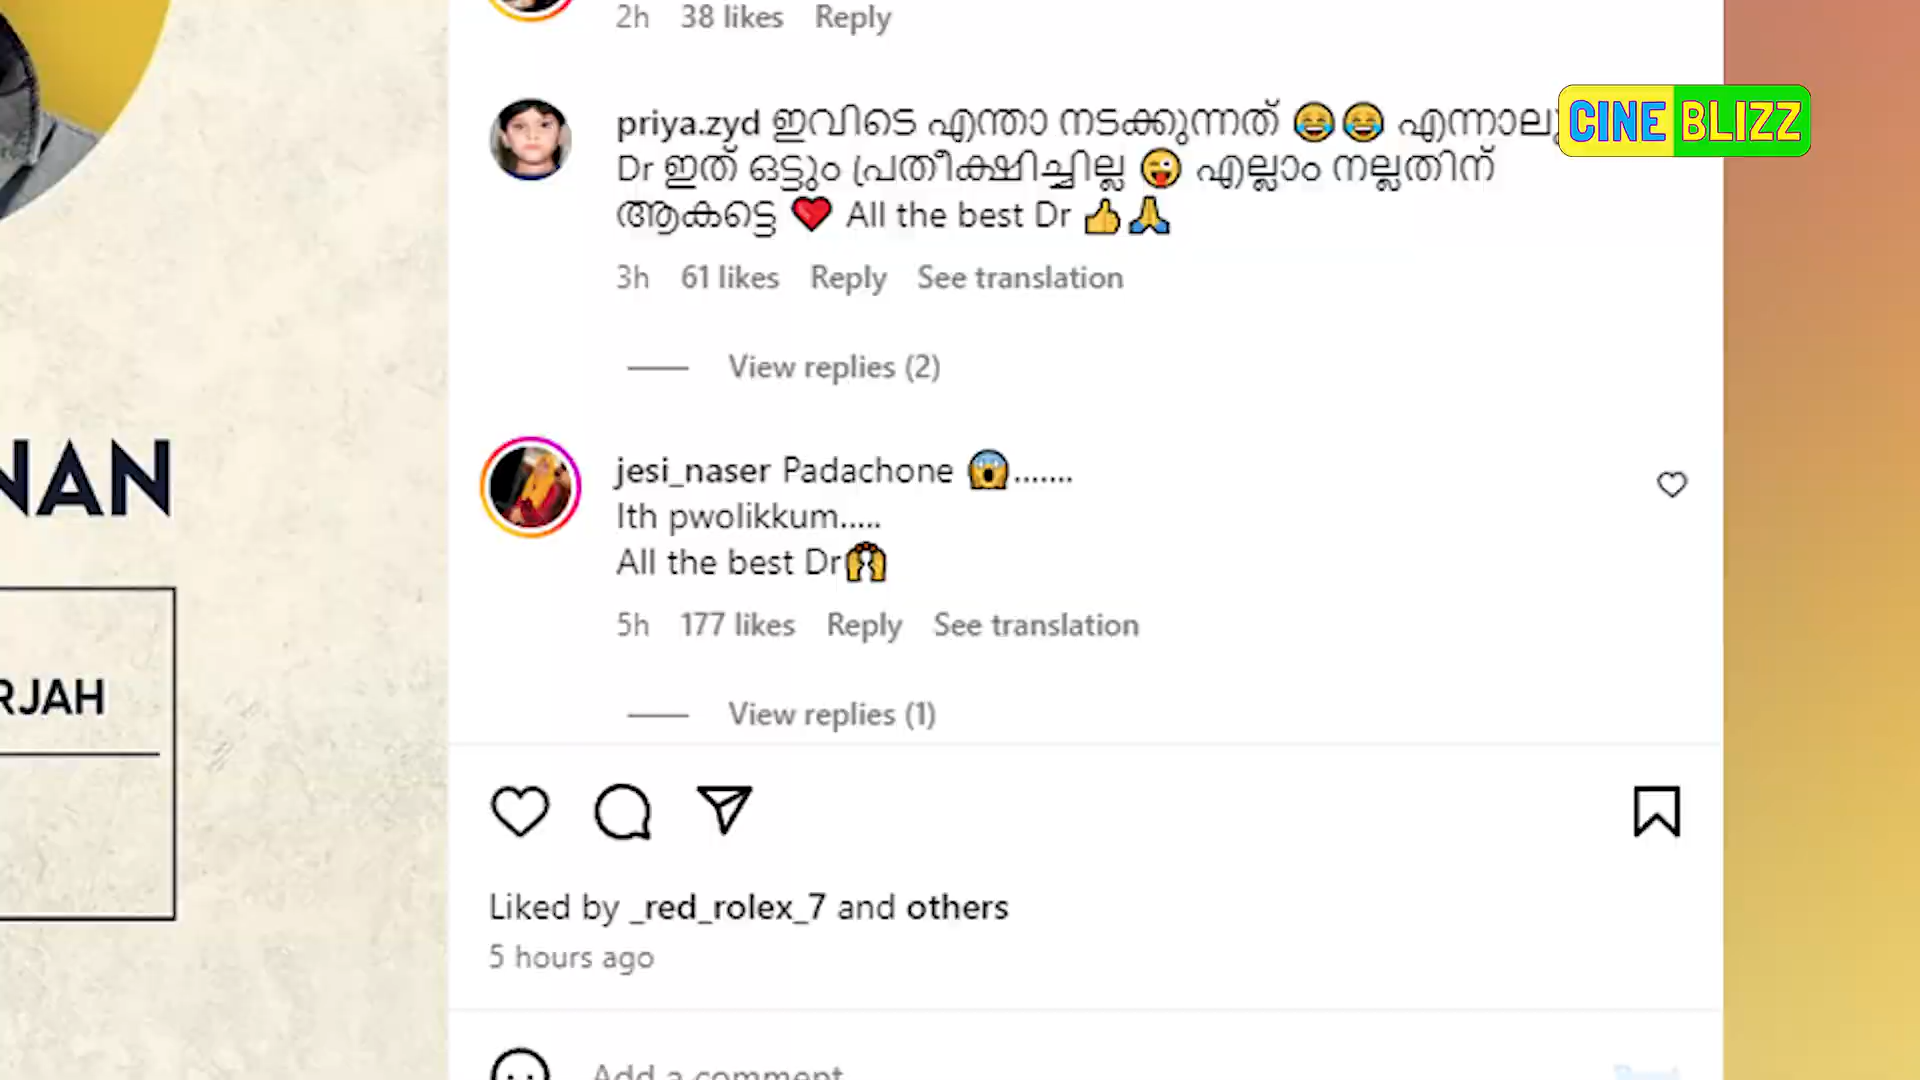 2h 38 likes Reply
priya.zyd ഇവിടെ എന്താ നടക്കുന്നത് 😂😂 എന്നാലു
CINE BLIZZ
Dr ഇത് ഒട്ടും പ്രതീക്ഷിച്ചില്ല 😜 എല്ലാം നല്ലതിന്
ആകട്ടെ ❤️ All the best Dr 👍🙏
3h 61 likes Reply See translation
View replies (2)
NAN
jesi_naser Padachone 😱.......
Ith pwolikkum.....
All the best Dr🙌
5h 177 likes Reply See translation
RJAH
View replies (1)
Liked by _red_rolex_7 and others
5 hours ago
Add a comment